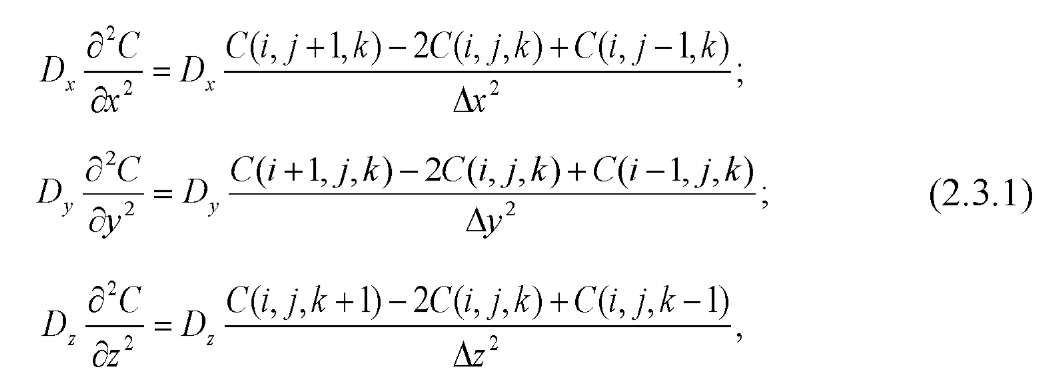 D_x ∂²C/∂x² = D_x (C(i, j+1, k) − 2C(i, j, k) + C(i, j−1, k))/Δx²;
D_y ∂²C/∂y² = D_y (C(i+1, j, k) − 2C(i, j, k) + C(i−1, j, k))/Δy²; (2.3.1)
D_z ∂²C/∂z² = D_z (C(i, j, k+1) − 2C(i, j, k) + C(i, j, k−1))/Δz²,